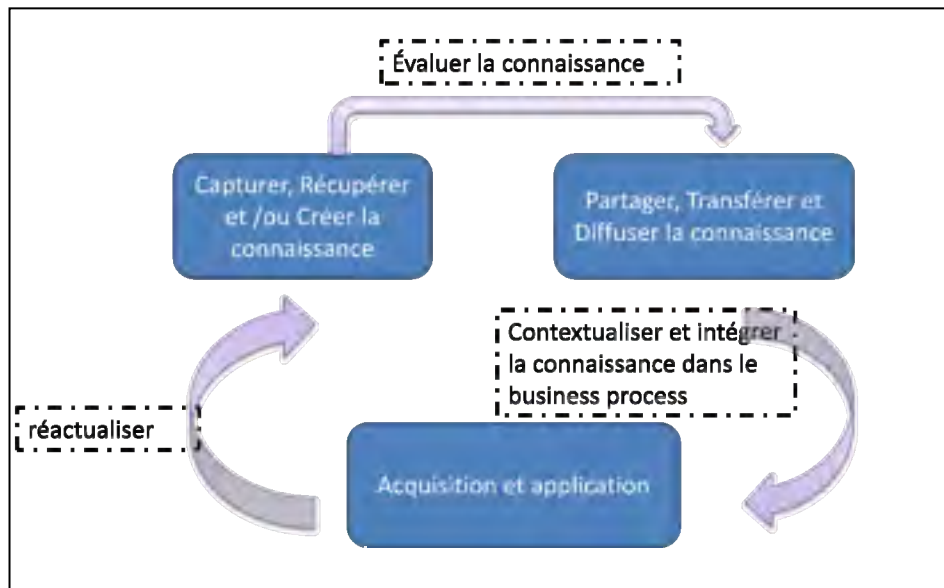 Évaluer la connaissance
Capturer, Récupérer
et /ou Créer la
connaissance
Partager, Transférer et
Diffuser la connaissance
Contextualiser et intégrer
la connaissance dans le
business process
réactualiser
Acquisition et application